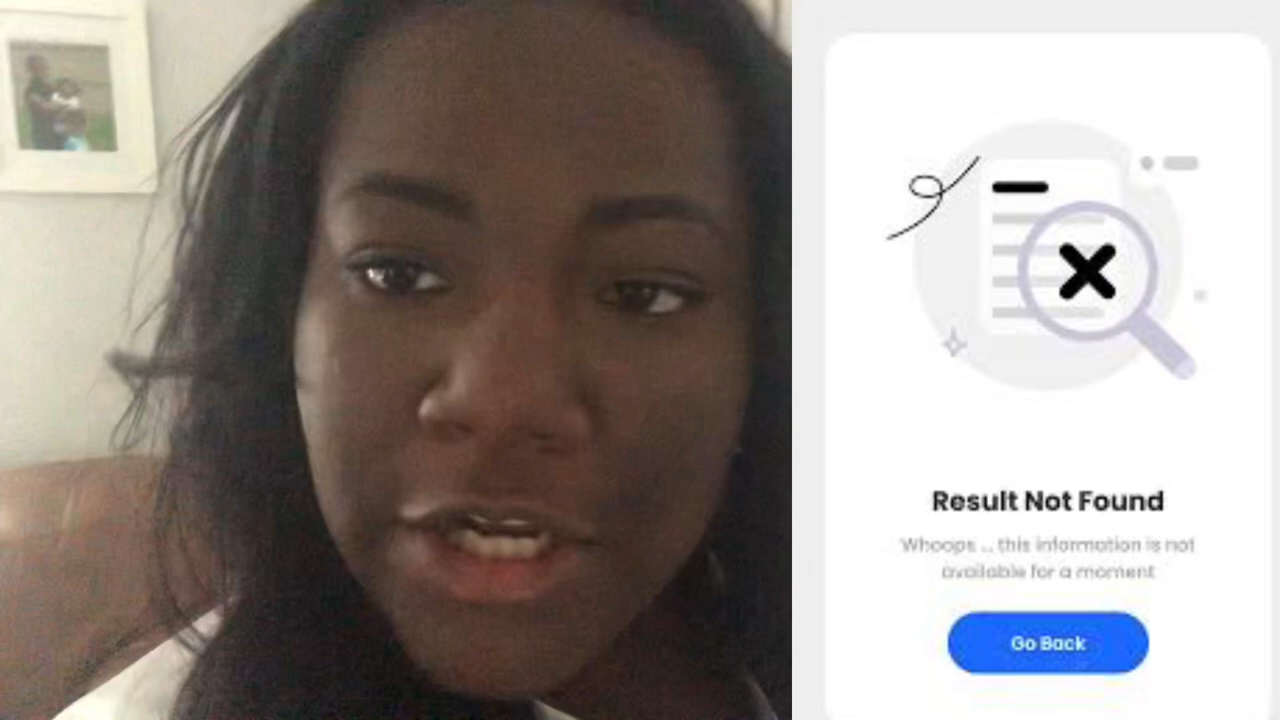 Result Not Found
Whoops ... this information is not
available for a moment
Go Back